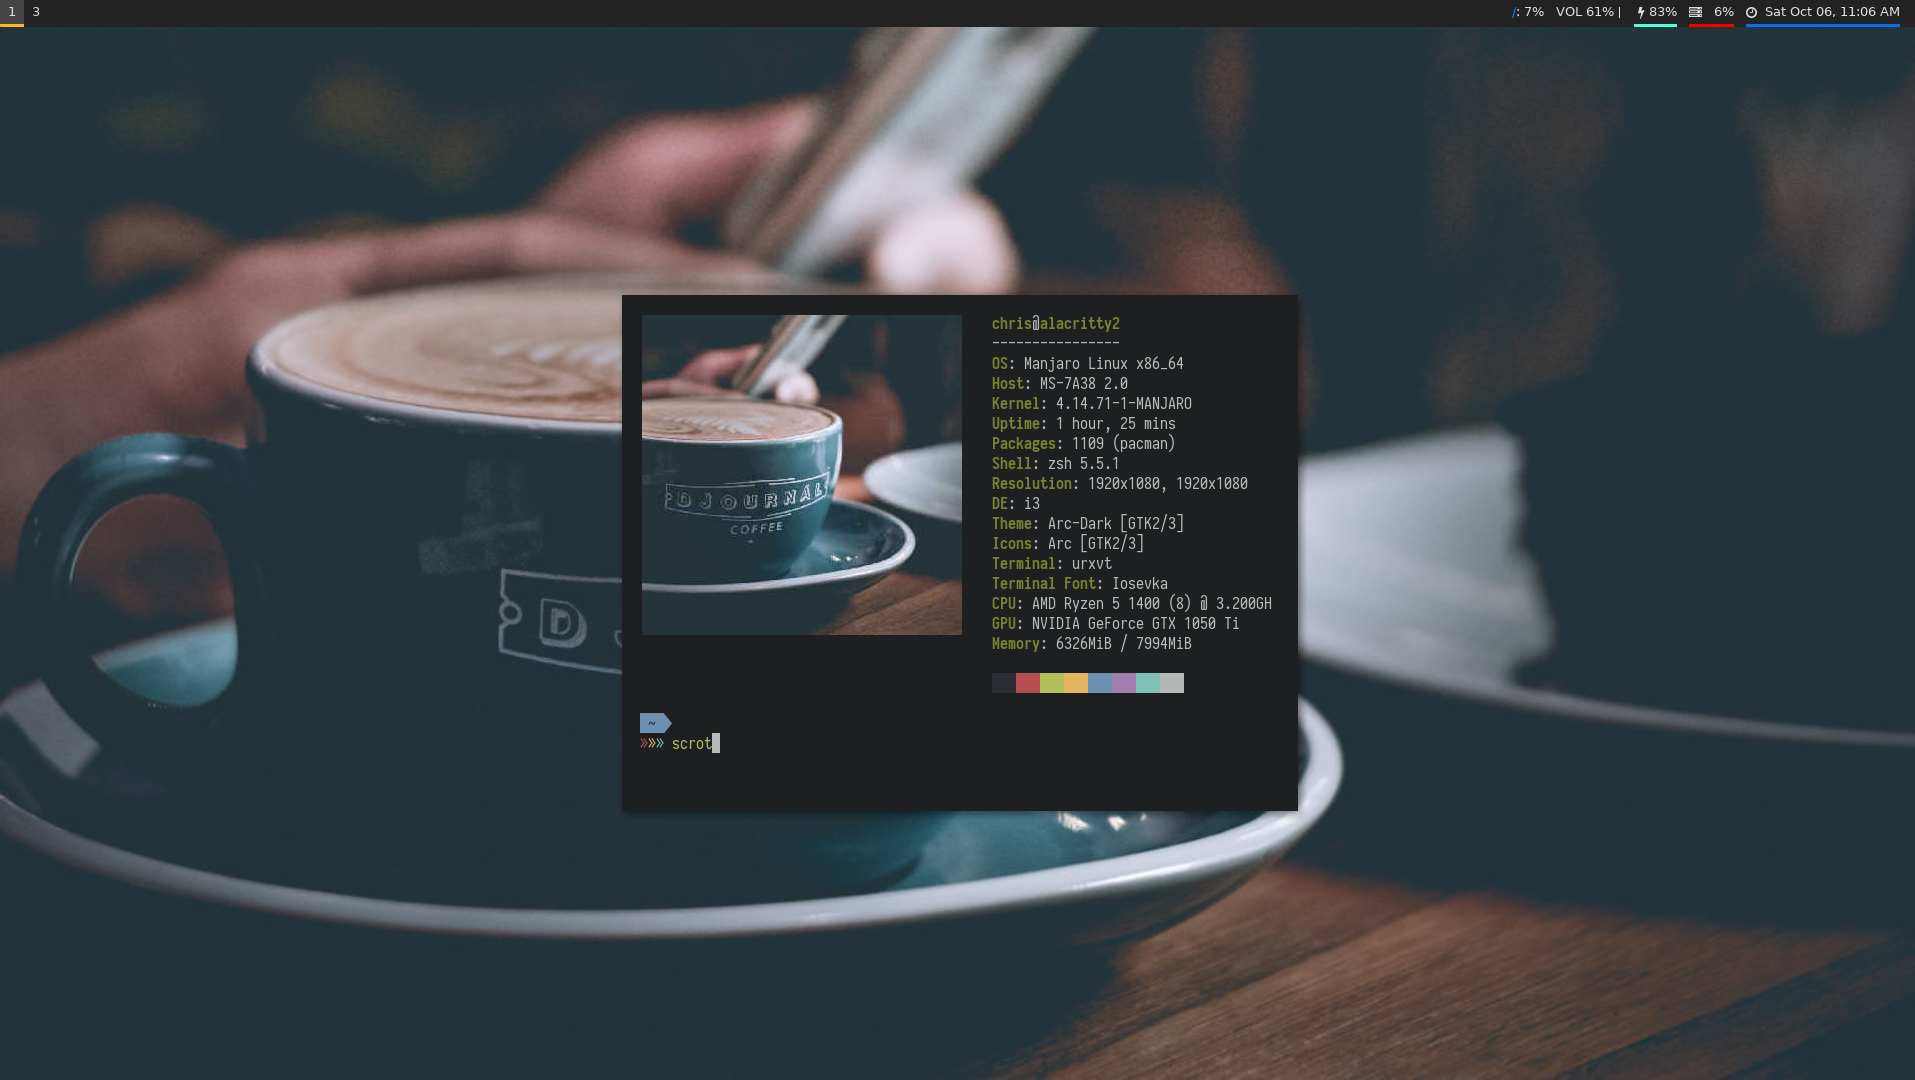 1 3 /: 7% VOL 61% | 83% 6% Sat Oct 06, 11:06 AM
chris@alacritty2
----------------
OS: Manjaro Linux x86_64
Host: MS-7A38 2.0
Kernel: 4.14.71-1-MANJARO
Uptime: 1 hour, 25 mins
Packages: 1109 (pacman)
Shell: zsh 5.5.1
Resolution: 1920x1080, 1920x1080
DE: i3
Theme: Arc-Dark [GTK2/3]
Icons: Arc [GTK2/3]
Terminal: urxvt
Terminal Font: Iosevka
CPU: AMD Ryzen 5 1400 (8) @ 3.200GH
GPU: NVIDIA GeForce GTX 1050 Ti
Memory: 6326MiB / 7994MiB
DJOURNAL
COFFEE
D J
~
»»» scrot